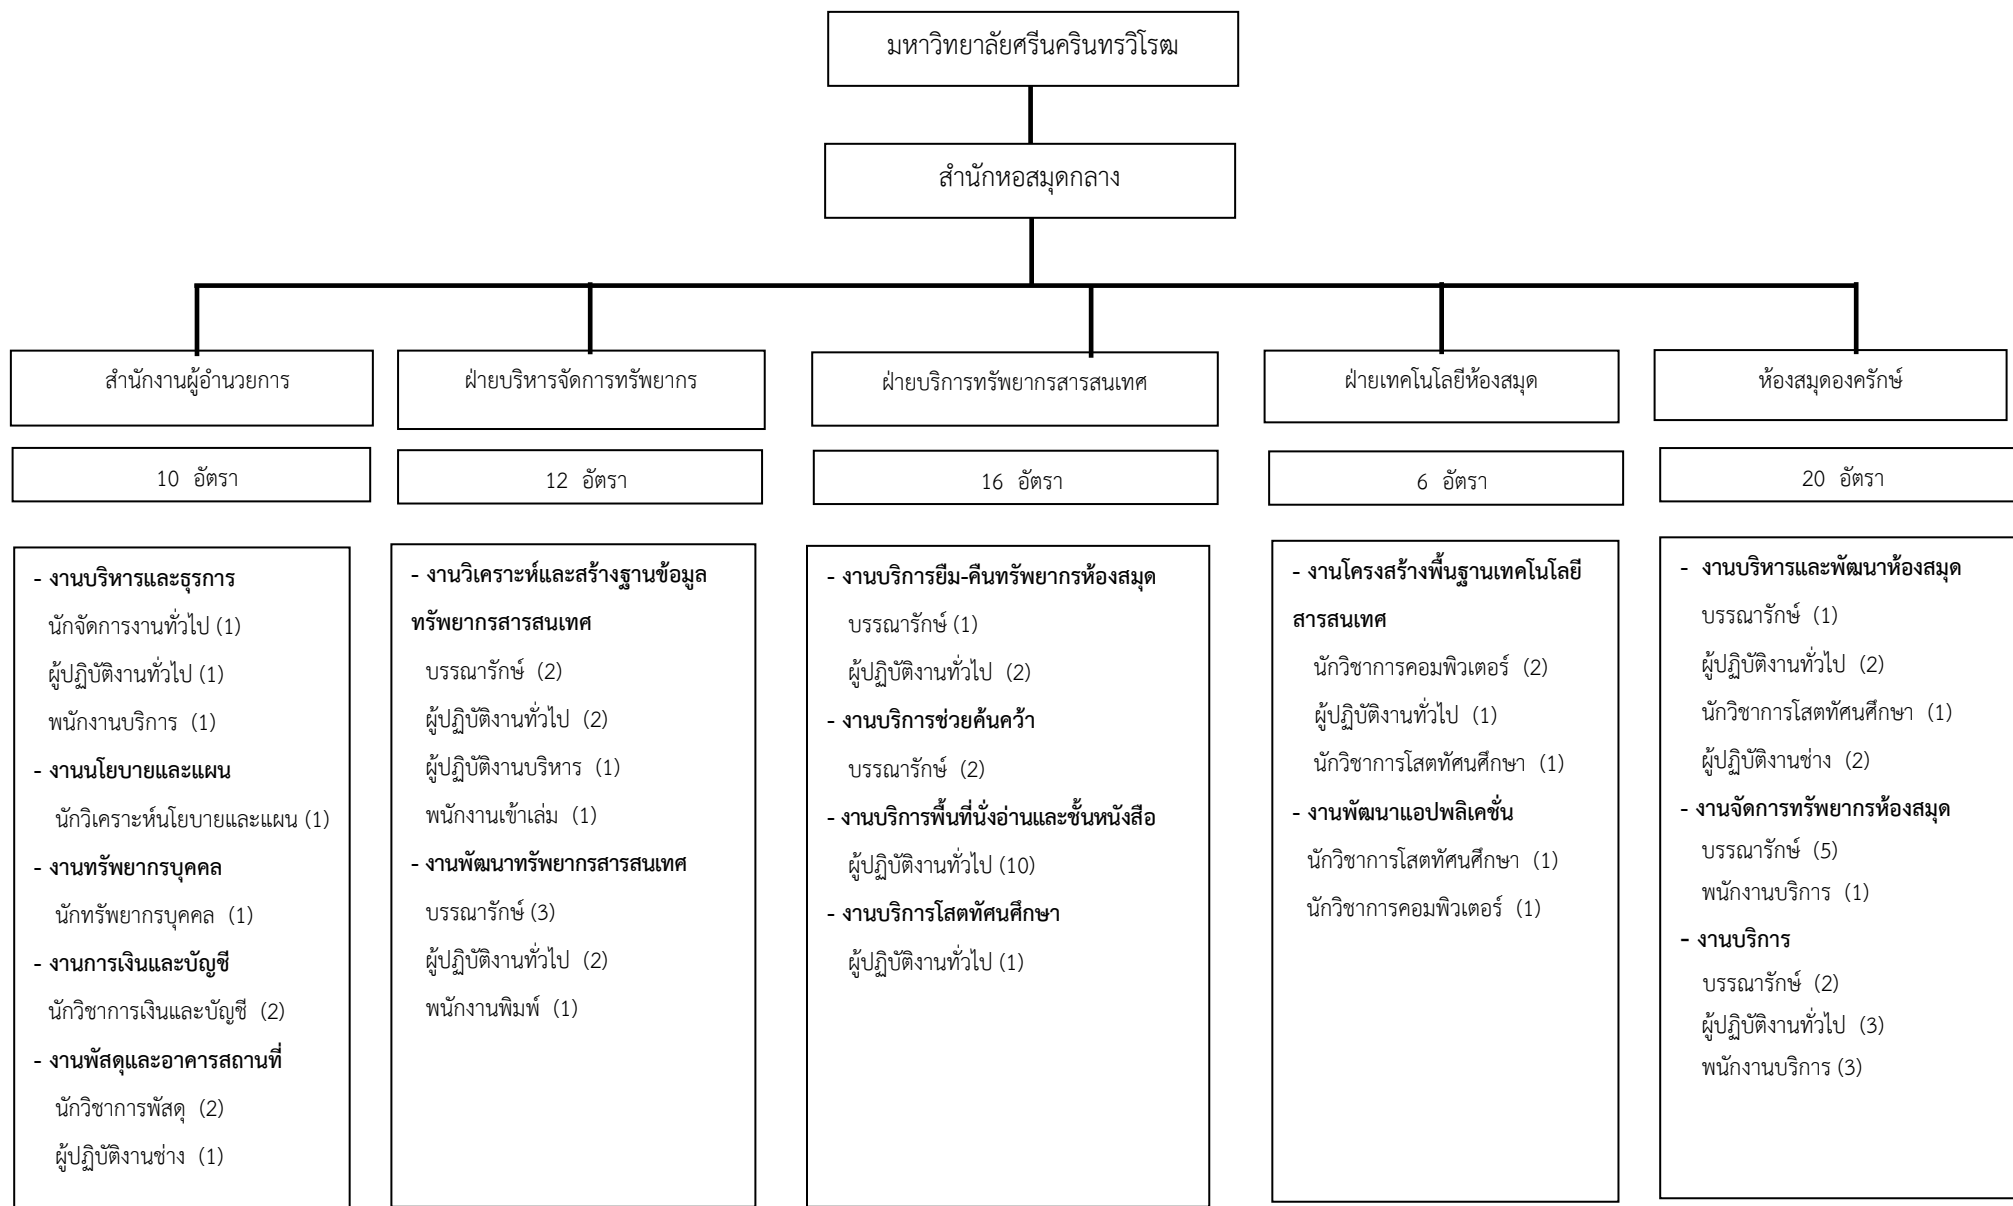 มหาวิทยาลัยศรีนครินทรวิโรฒ
สำนักหอสมุดกลาง
สำนักงานผู้อำนวยการ
10 อัตรา
- งานบริหารและธุรการ
นักจัดการงานทั่วไป (1)
ผู้ปฏิบัติงานทั่วไป (1)
พนักงานบริการ (1)
- งานนโยบายและแผน
นักวิเคราะห์นโยบายและแผน (1)
- งานทรัพยากรบุคคล
นักทรัพยากรบุคคล (1)
- งานการเงินและบัญชี
นักวิชาการเงินและบัญชี (2)
- งานพัสดุและอาคารสถานที่
นักวิชาการพัสดุ (2)
ผู้ปฏิบัติงานช่าง (1)
ฝ่ายบริหารจัดการทรัพยากร
12 อัตรา
- งานวิเคราะห์และสร้างฐานข้อมูล
ทรัพยากรสารสนเทศ
บรรณารักษ์ (2)
ผู้ปฏิบัติงานทั่วไป (2)
ผู้ปฏิบัติงานบริหาร (1)
พนักงานเข้าเล่ม (1)
- งานพัฒนาทรัพยากรสารสนเทศ
บรรณารักษ์ (3)
ผู้ปฏิบัติงานทั่วไป (2)
พนักงานพิมพ์ (1)
ฝ่ายบริการทรัพยากรสารสนเทศ
16 อัตรา
- งานบริการยืม-คืนทรัพยากรห้องสมุด
บรรณารักษ์ (1)
ผู้ปฏิบัติงานทั่วไป (2)
- งานบริการช่วยค้นคว้า
บรรณารักษ์ (2)
- งานบริการพื้นที่นั่งอ่านและชั้นหนังสือ
ผู้ปฏิบัติงานทั่วไป (10)
- งานบริการโสตทัศนศึกษา
ผู้ปฏิบัติงานทั่วไป (1)
ฝ่ายเทคโนโลยีห้องสมุด
6 อัตรา
- งานโครงสร้างพื้นฐานเทคโนโลยี
สารสนเทศ
นักวิชาการคอมพิวเตอร์ (2)
ผู้ปฏิบัติงานทั่วไป (1)
นักวิชาการโสตทัศนศึกษา (1)
- งานพัฒนาแอปพลิเคชั่น
นักวิชาการโสตทัศนศึกษา (1)
นักวิชาการคอมพิวเตอร์ (1)
ห้องสมุดองครักษ์
20 อัตรา
- งานบริหารและพัฒนาห้องสมุด
บรรณารักษ์ (1)
ผู้ปฏิบัติงานทั่วไป (2)
นักวิชาการโสตทัศนศึกษา (1)
ผู้ปฏิบัติงานช่าง (2)
- งานจัดการทรัพยากรห้องสมุด
บรรณารักษ์ (5)
พนักงานบริการ (1)
- งานบริการ
บรรณารักษ์ (2)
ผู้ปฏิบัติงานทั่วไป (3)
พนักงานบริการ (3)